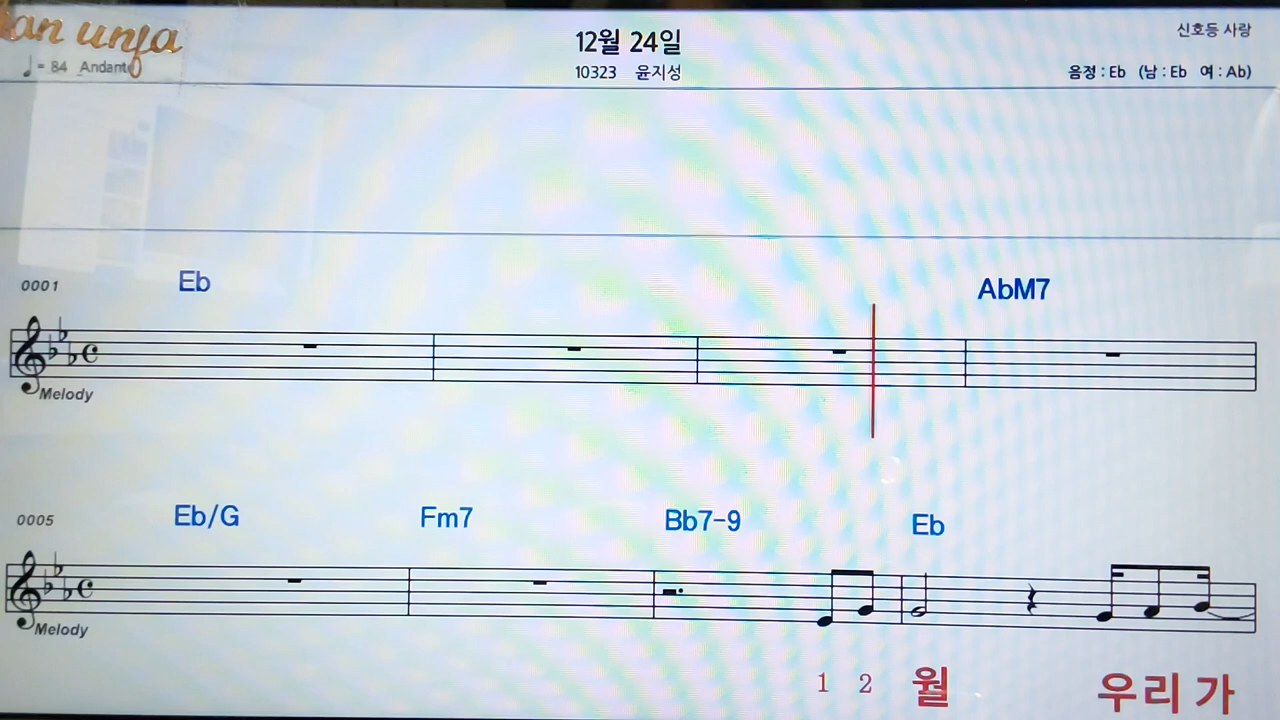 an unja
♩= 84 Andante
12월 24일
10323 윤지성
신호등 사랑
음정 : Eb (남 : Eb 여 : Ab)
0001 Eb AbM7
Melody
0005 Eb/G Fm7 Bb7-9 Eb
Melody
1 2 월 우리가